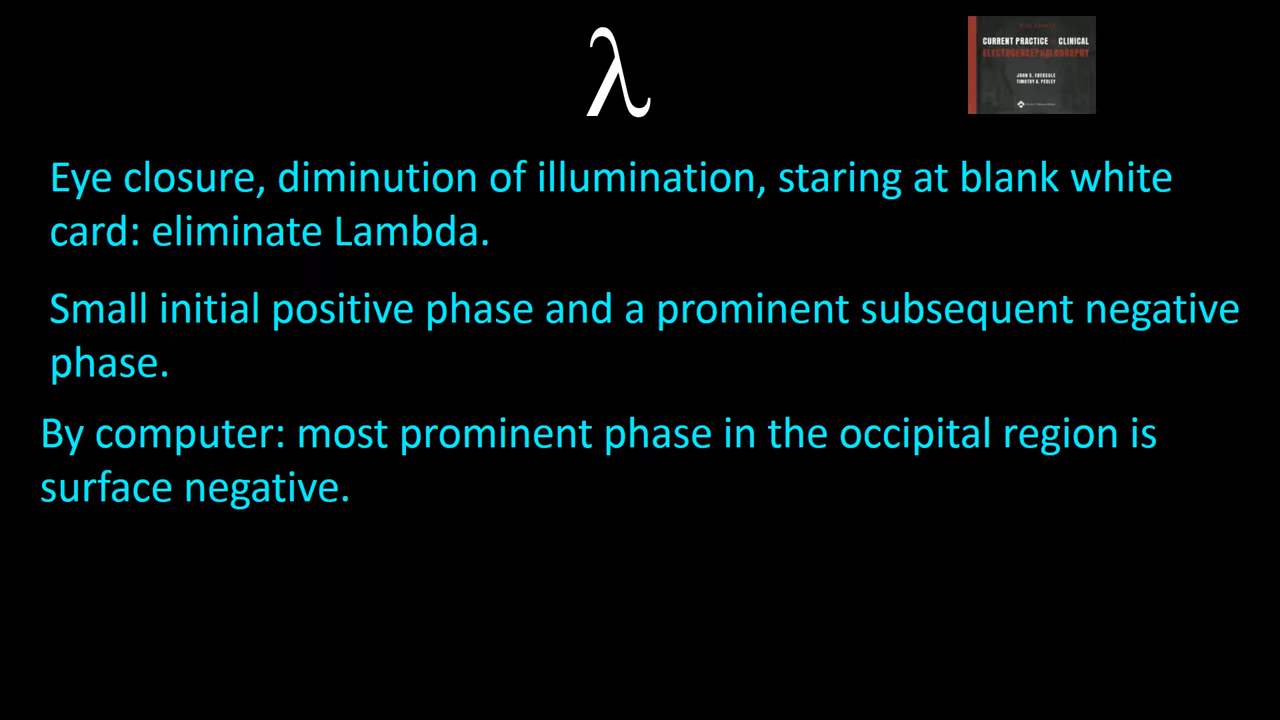 λ
CURRENT PRACTICE CLINICAL
ELECTROENCEPHALOGRAPHY
JOHN S. EBERSOLE
TIMOTHY A. PEDLEY
Eye closure, diminution of illumination, staring at blank white
card: eliminate Lambda.
Small initial positive phase and a prominent subsequent negative
phase.
By computer: most prominent phase in the occipital region is
surface negative.